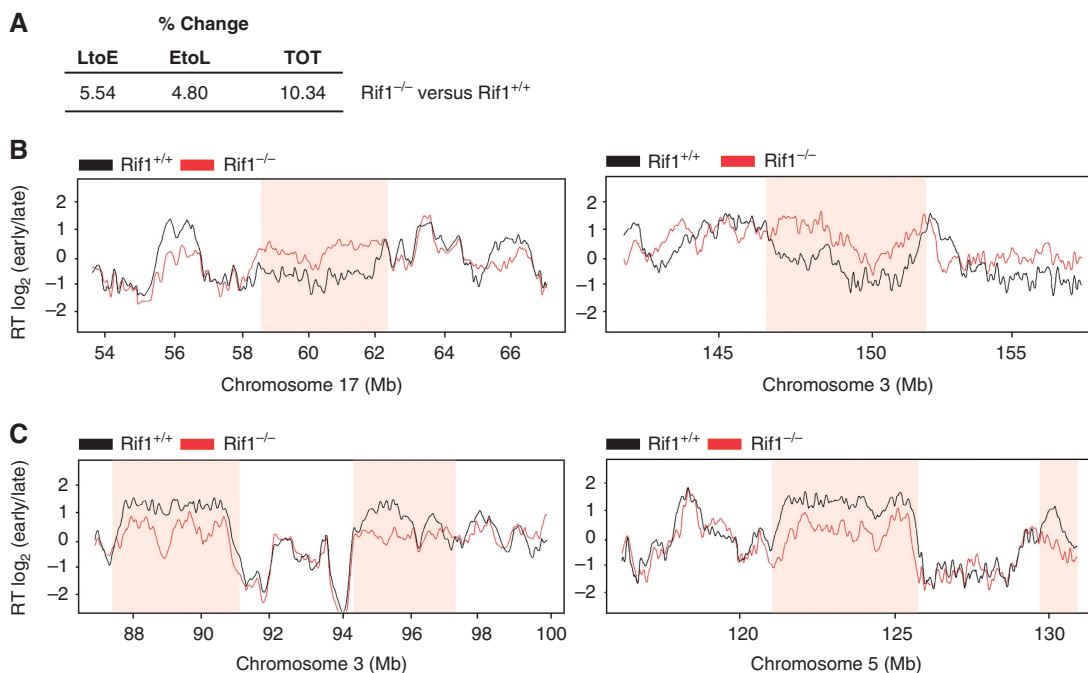 A
% Change
LtoE EtoL TOT
5.54 4.80 10.34 Rif1−/− versus Rif1+/+
B
Rif1+/+ Rif1−/−
RT log2 (early/late)
2
1
0
−1
−2
54 56 58 60 62 64 66
Chromosome 17 (Mb)
Rif1+/+ Rif1−/−
2
1
0
−1
−2
145 150 155
Chromosome 3 (Mb)
C
Rif1+/+ Rif1−/−
RT log2 (early/late)
2
1
0
−1
−2
88 90 92 94 96 98 100
Chromosome 3 (Mb)
Rif1+/+ Rif1−/−
2
1
0
−1
−2
120 125 130
Chromosome 5 (Mb)